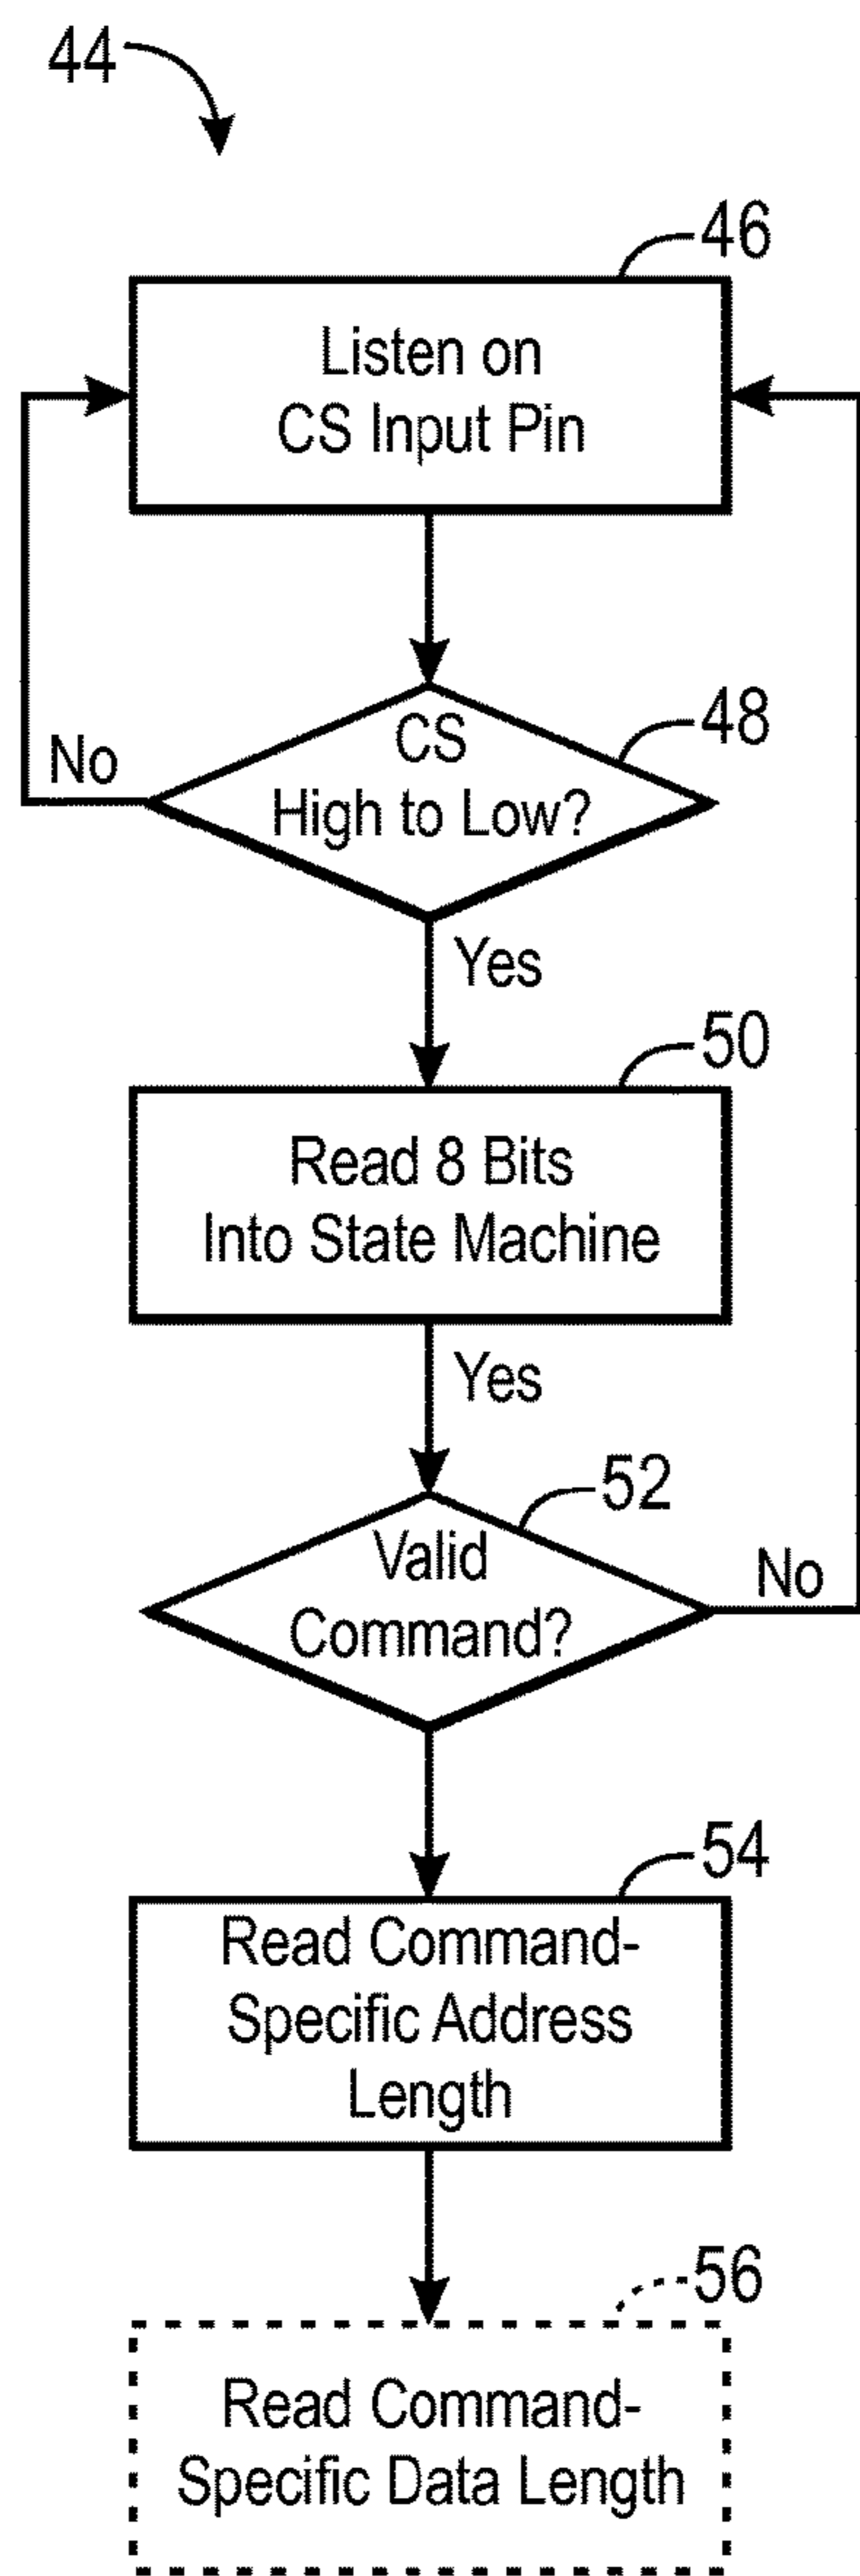 44
46
Listen on
CS Input Pin
48
CS
High to Low?
No
Yes
50
Read 8 Bits
Into State Machine
Yes
52
Valid
Command?
No
54
Read Command-
Specific Address
Length
56
Read Command-
Specific Data Length